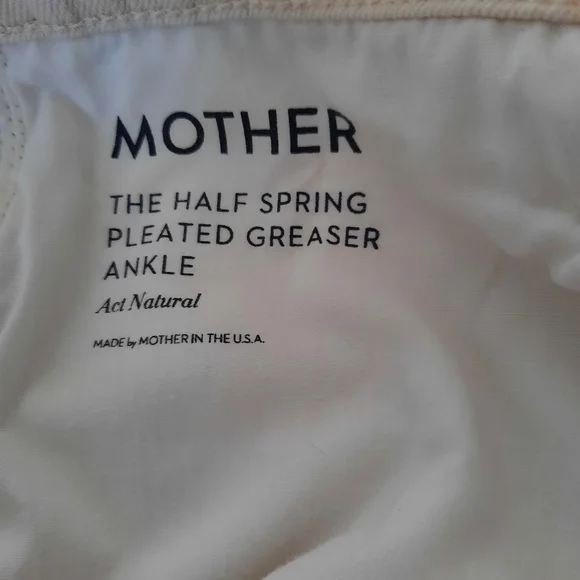 MOTHER
THE HALF SPRING
PLEATED GREASER
ANKLE
Act Natural
MADE by MOTHER IN THE U.S.A.